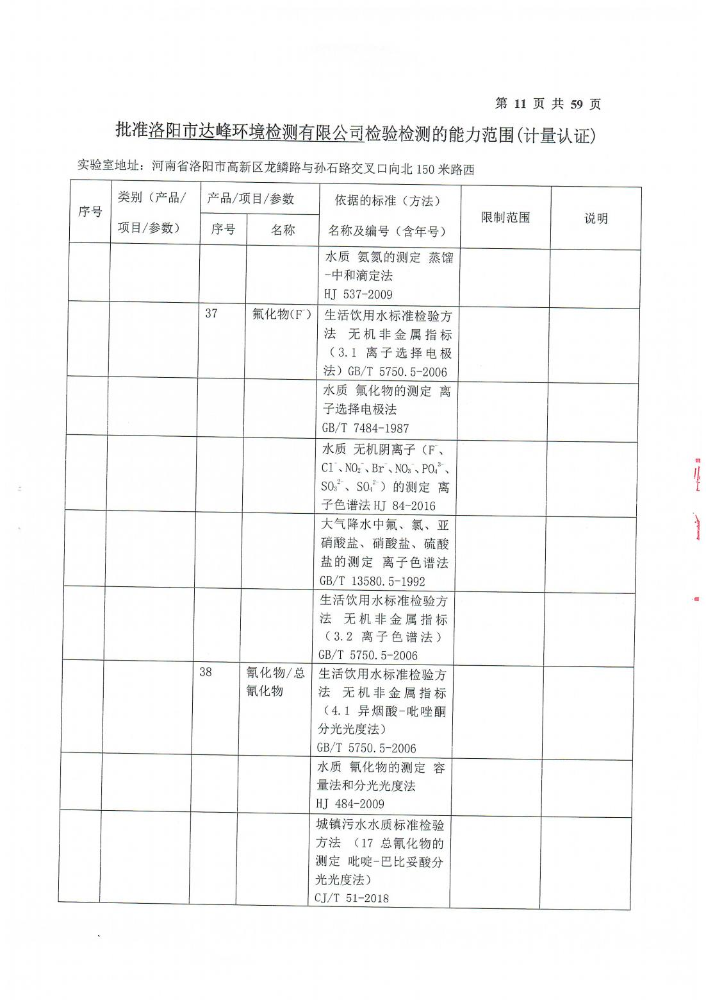 第 11 页 共 59 页
批准洛阳市达峰环境检测有限公司检验检测的能力范围(计量认证)
实验室地址：河南省洛阳市高新区龙鳞路与孙石路交叉口向北 150 米路西
序号
类别（产品/
项目/参数）
产品/项目/参数
序号
名称
依据的标准（方法）
名称及编号（含年号）
限制范围
说明
水质 氨氮的测定 蒸馏
-中和滴定法
HJ 537-2009
37
氟化物(F⁻)
生活饮用水标准检验方
法 无机非金属指标
（3.1 离子选择电极
法）GB/T 5750.5-2006
水质 氟化物的测定 离
子选择电极法
GB/T 7484-1987
水质 无机阴离子（F⁻、
Cl⁻、NO₂⁻、Br⁻、NO₃⁻、PO₄³⁻、
SO₃²⁻、SO₄²⁻）的测定 离
子色谱法 HJ 84-2016
大气降水中氟、氯、亚
硝酸盐、硝酸盐、硫酸
盐的测定 离子色谱法
GB/T 13580.5-1992
生活饮用水标准检验方
法 无机非金属指标
（3.2 离子色谱法）
GB/T 5750.5-2006
38
氰化物/总
氰化物
生活饮用水标准检验方
法 无机非金属指标
（4.1 异烟酸-吡唑酮
分光光度法）
GB/T 5750.5-2006
水质 氰化物的测定 容
量法和分光光度法
HJ 484-2009
城镇污水水质标准检验
方法 （17 总氰化物的
测定 吡啶-巴比妥酸分
光光度法）
CJ/T 51-2018